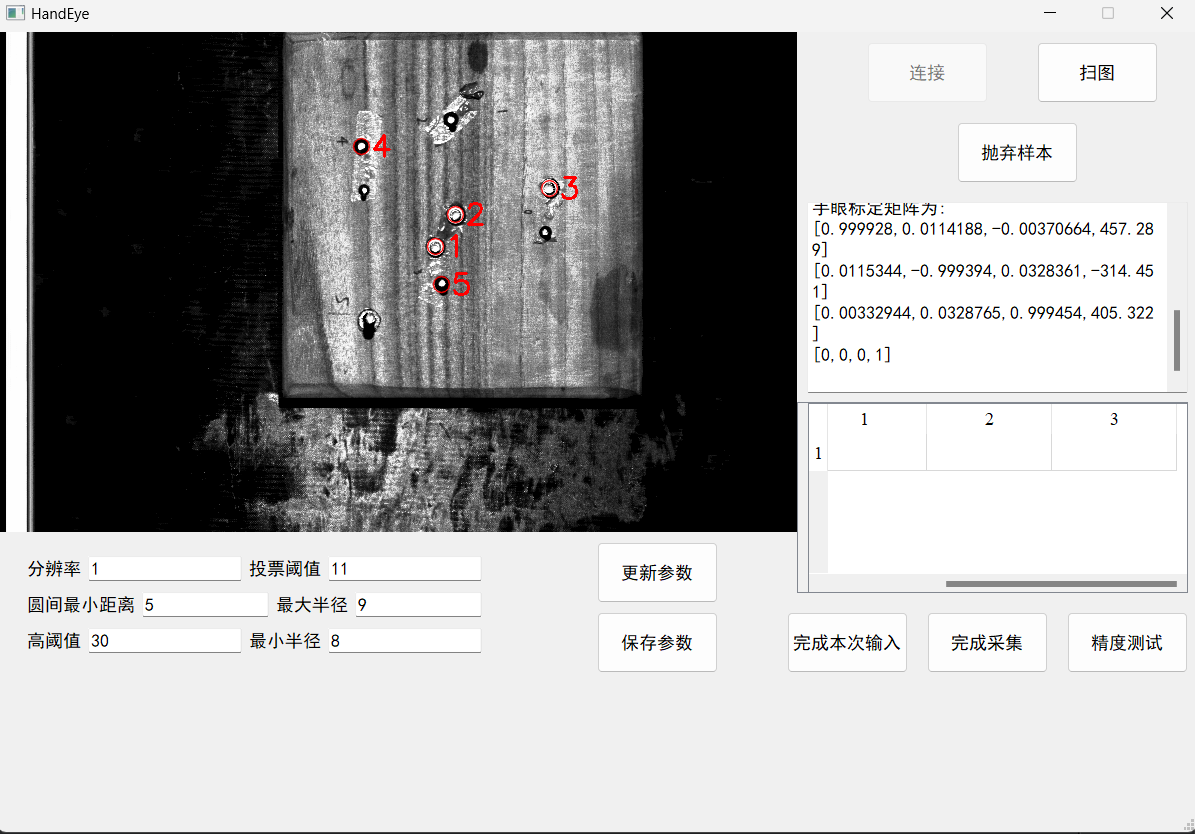 HandEye
连接
扫图
抛弃样本
4
3
2
1
5
手眼标定矩阵为:
[0.999928,0.0114188,-0.00370664,457.28
9]
[0.0115344,-0.999394,0.0328361,-314.45
1]
[0.00332944,0.0328765,0.999454,405.322
]
[0,0,0,1]
1 2 3
1
分辨率 1 投票阈值 11
圆间最小距离 5 最大半径 9
高阈值 30 最小半径 8
更新参数
保存参数
完成本次输入
完成采集
精度测试